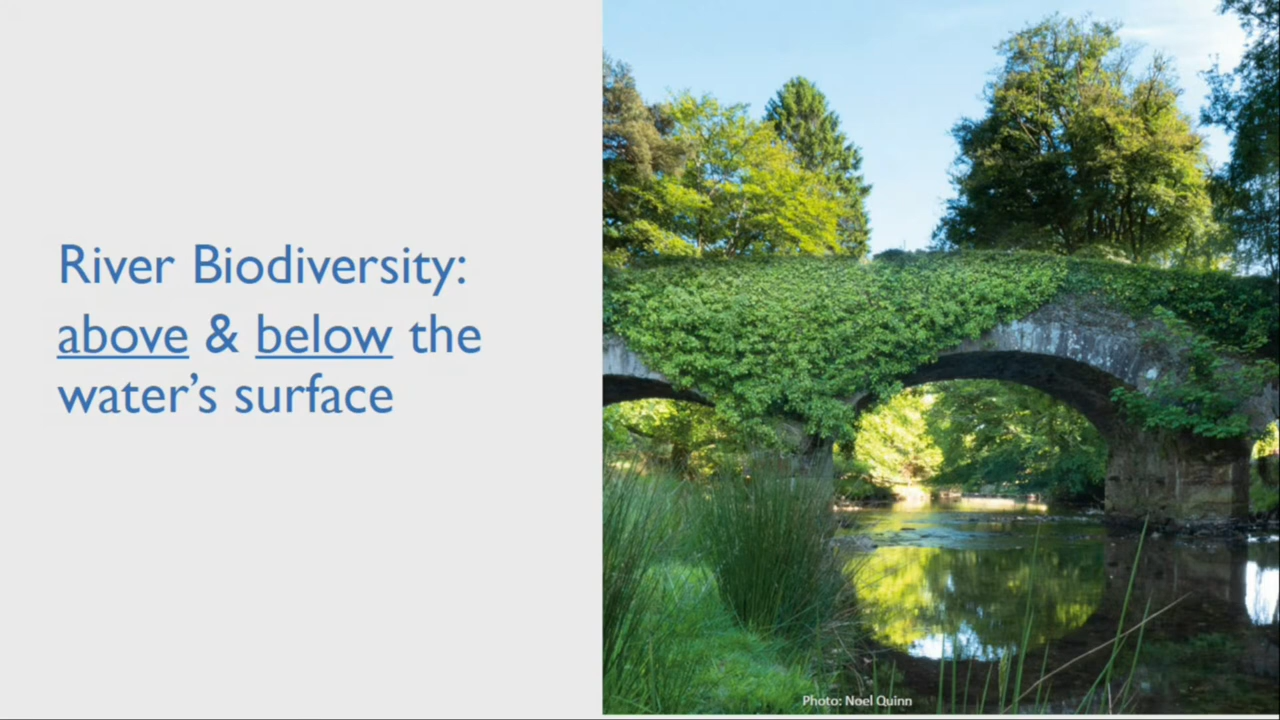 River Biodiversity:
above & below the
water’s surface
Photo: Noel Quinn